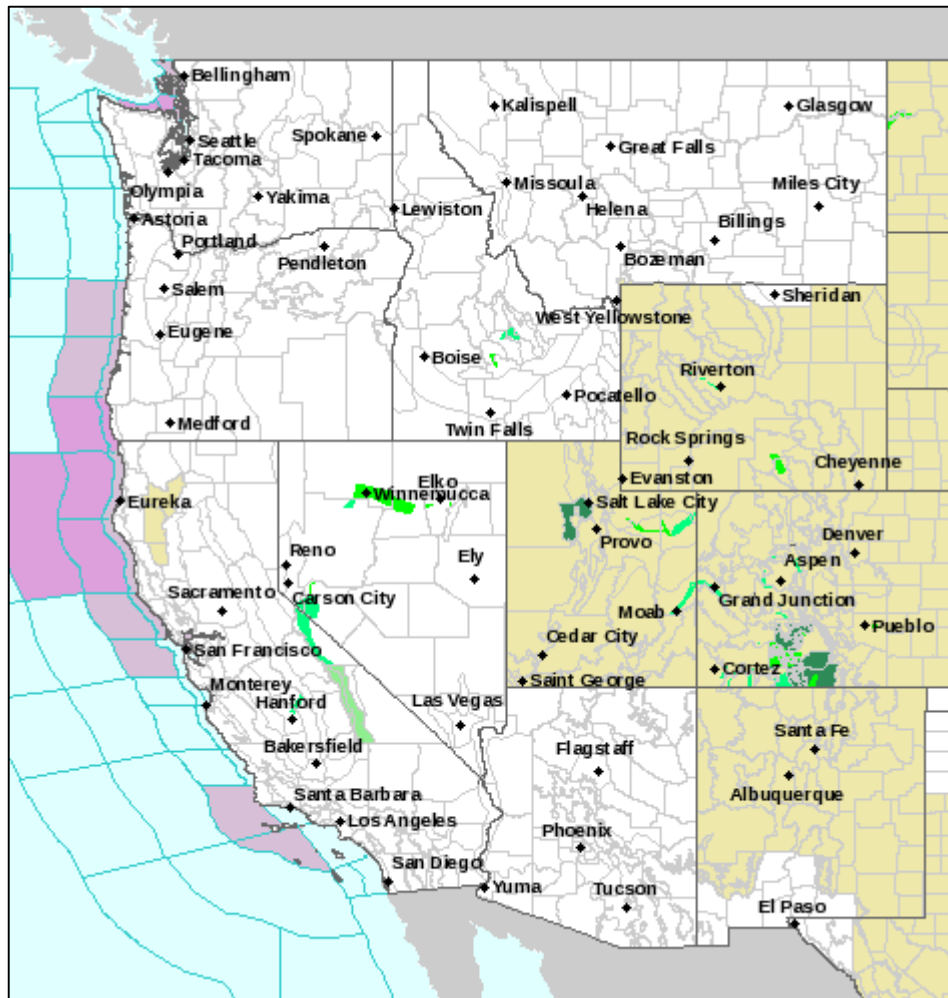 Bellingham
Kalispell
Glasgow
Spokane
Seattle
Great Falls
Tacoma
Olympia
Missoula
Miles City
Yakima
Helena
Lewiston
Astoria
Billings
Portland
Pendleton
Bozeman
Salem
Sheridan
West Yellowstone
Eugene
Boise
Riverton
Pocatello
Medford
Twin Falls
Rock Springs
Cheyenne
Evanston
Elko
Winnemucca
Eureka
Salt Lake City
Provo
Denver
Reno
Ely
Aspen
Sacramento
Carson City
Grand Junction
Moab
Pueblo
San Francisco
Cedar City
Cortez
Saint George
Monterey
Hanford
Las Vegas
Bakersfield
Flagstaff
Santa Fe
Albuquerque
Santa Barbara
Los Angeles
Phoenix
San Diego
Yuma
Tucson
El Paso